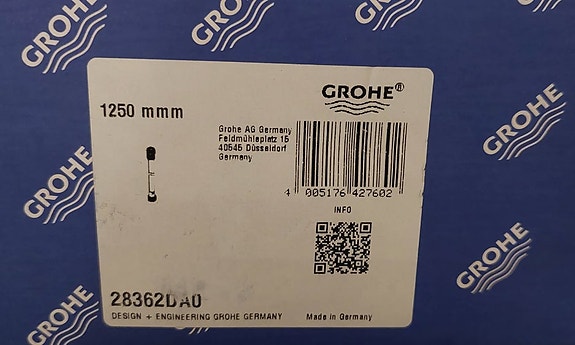 GROHE
GROHE
GROHE
GROHE®
1250 mmm
Grohe AG Germany
Feldmühleplatz 15
40545 Düsseldorf
Germany
4 005176 427602
INFO
28362DA0
DESIGN + ENGINEERING GROHE GERMANY
Made in Germany
GROHE
GROHE
GROHE
GROHE